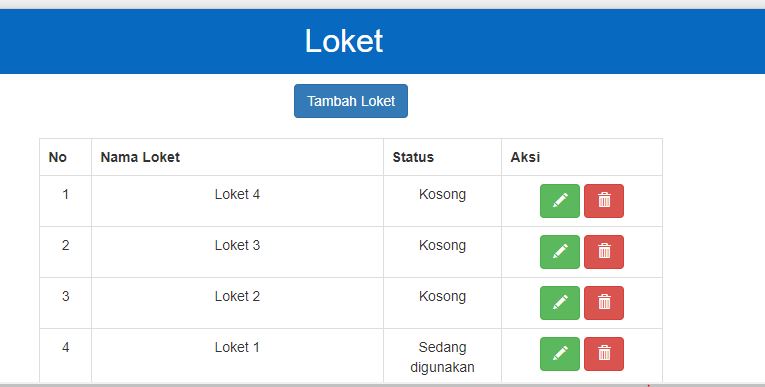 Loket
Tambah Loket
No Nama Loket Status Aksi
1 Loket 4 Kosong
2 Loket 3 Kosong
3 Loket 2 Kosong
4 Loket 1 Sedang
digunakan